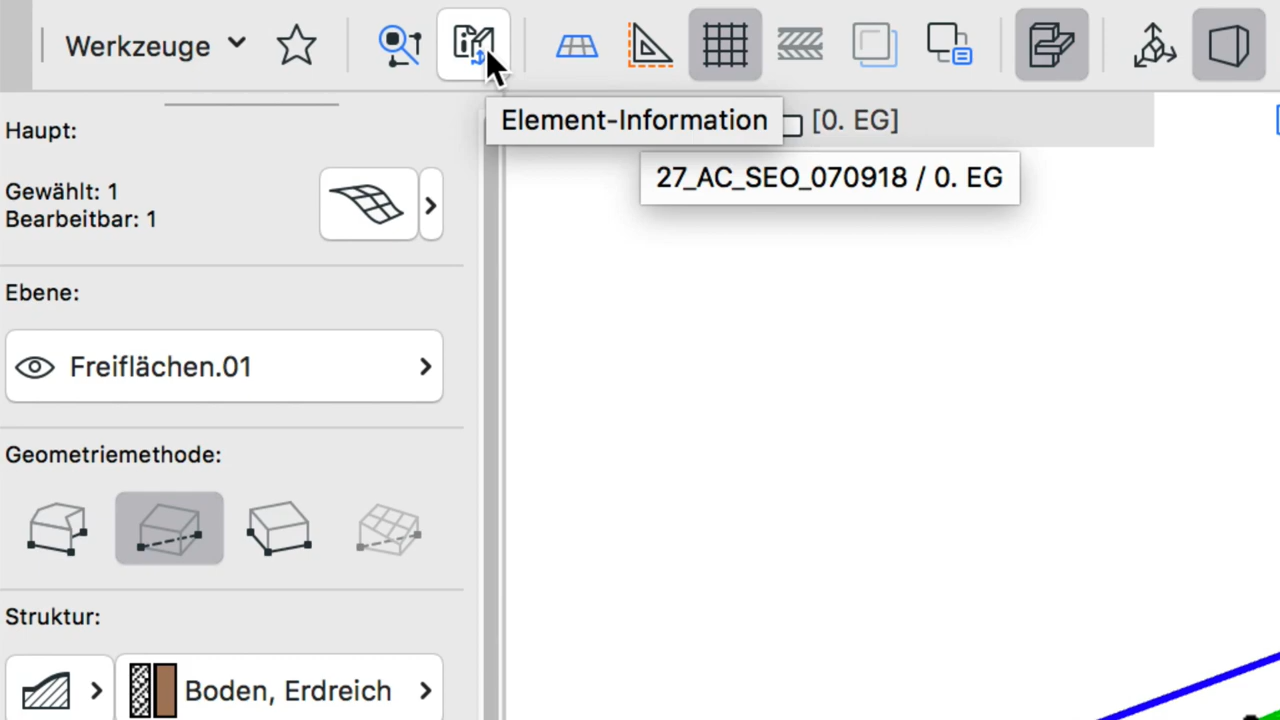 Werkzeuge
Element-Information
[0. EG]
27_AC_SEO_070918 / 0. EG
Haupt:
Gewählt: 1
Bearbeitbar: 1
Ebene:
Freiflächen.01
Geometriemethode:
Struktur:
Boden, Erdreich